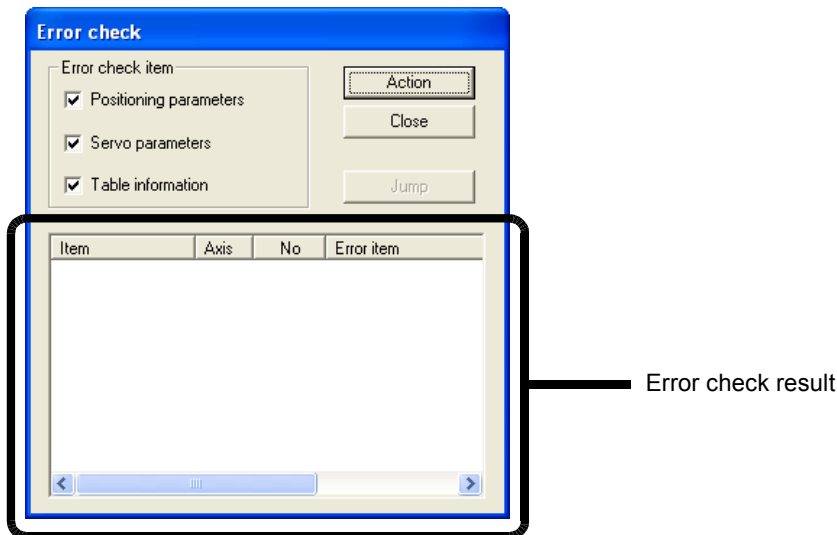 Error check
Error check item
Positioning parameters
Servo parameters
Table information
Action
Close
Jump
Item Axis No Error item
Error check result